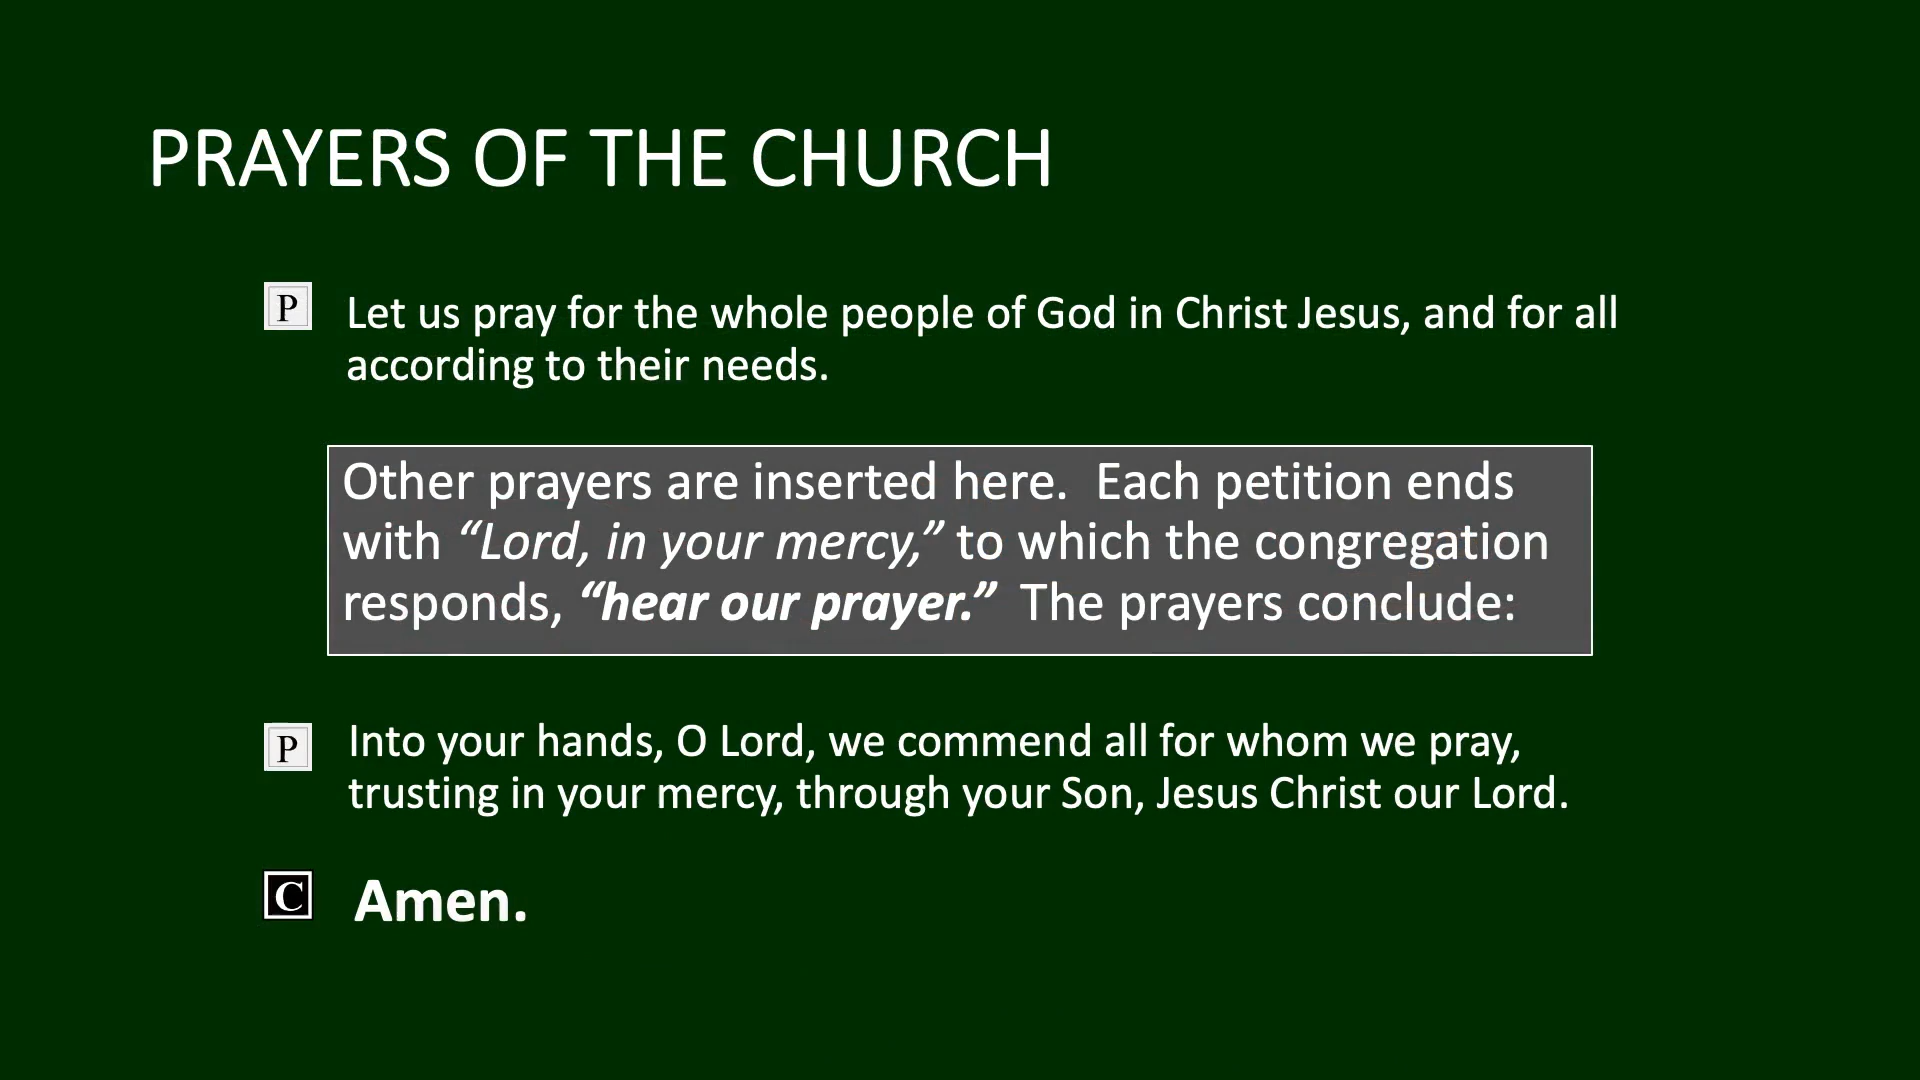 PRAYERS OF THE CHURCH
P Let us pray for the whole people of God in Christ Jesus, and for all
according to their needs.
Other prayers are inserted here.  Each petition ends
with “Lord, in your mercy,” to which the congregation
responds, “hear our prayer.”  The prayers conclude:
P Into your hands, O Lord, we commend all for whom we pray,
trusting in your mercy, through your Son, Jesus Christ our Lord.
C Amen.